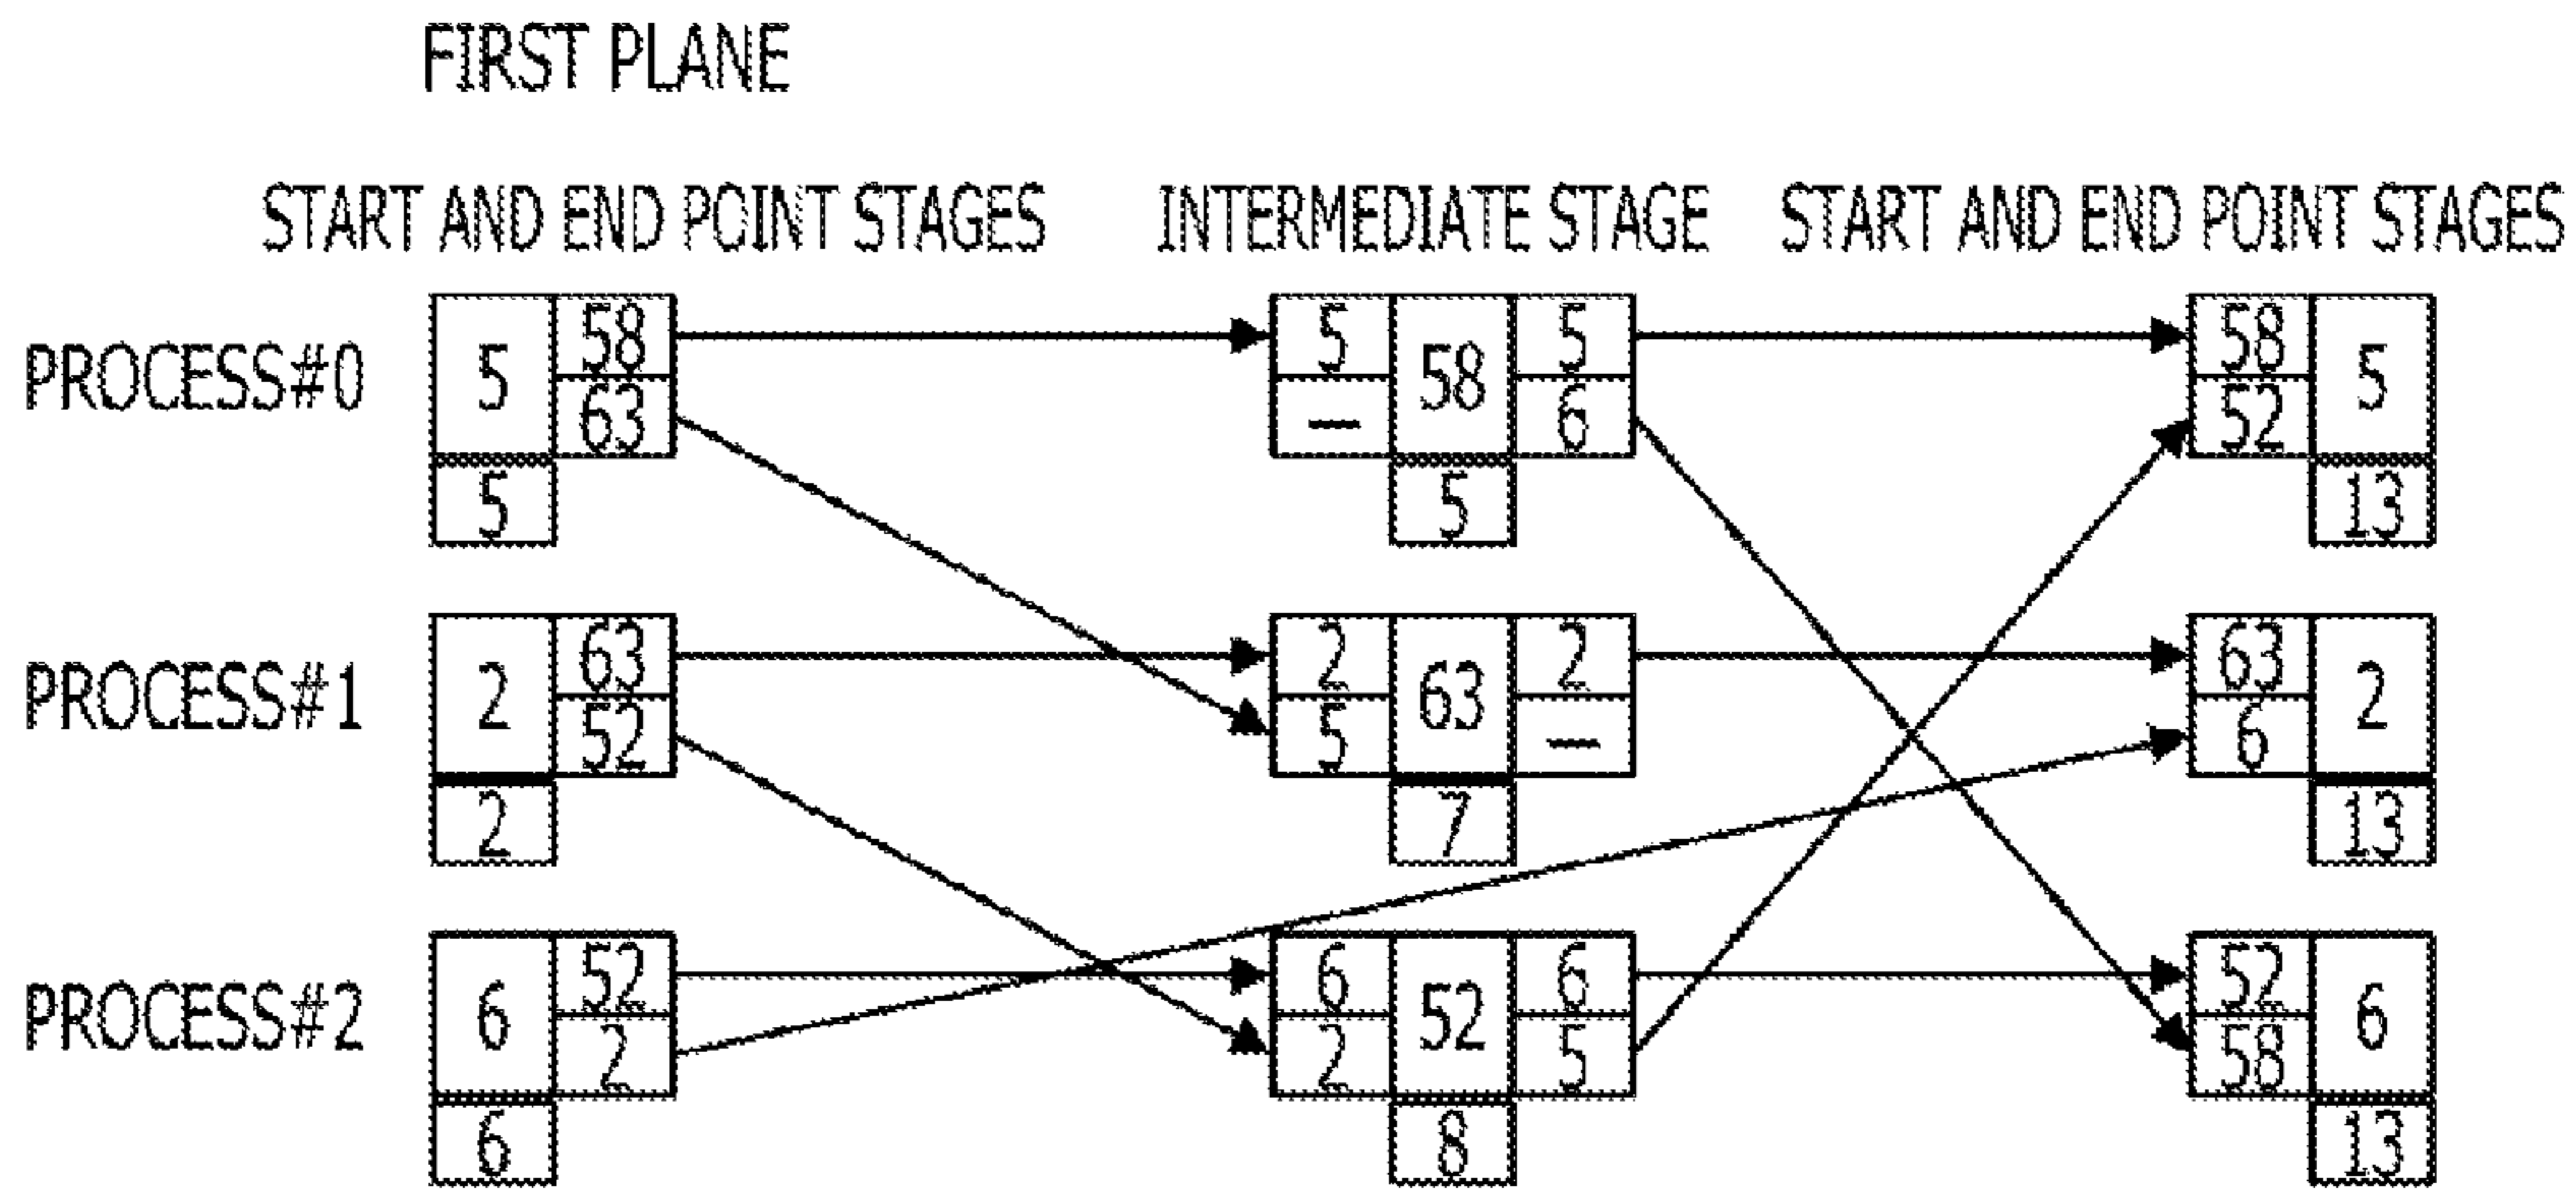 FIRST PLANE
START AND END POINT STAGES INTERMEDIATE STAGE START AND END POINT STAGES
58 5 5 58
PROCESS#0 5 58 5
63 — 6 52
5 5 13
63 2 2 63
PROCESS#1 2 63 2
52 5 — 6
2 7 13
52 6 6 52
PROCESS#2 6 52 6
2 2 5 58
6 8 13